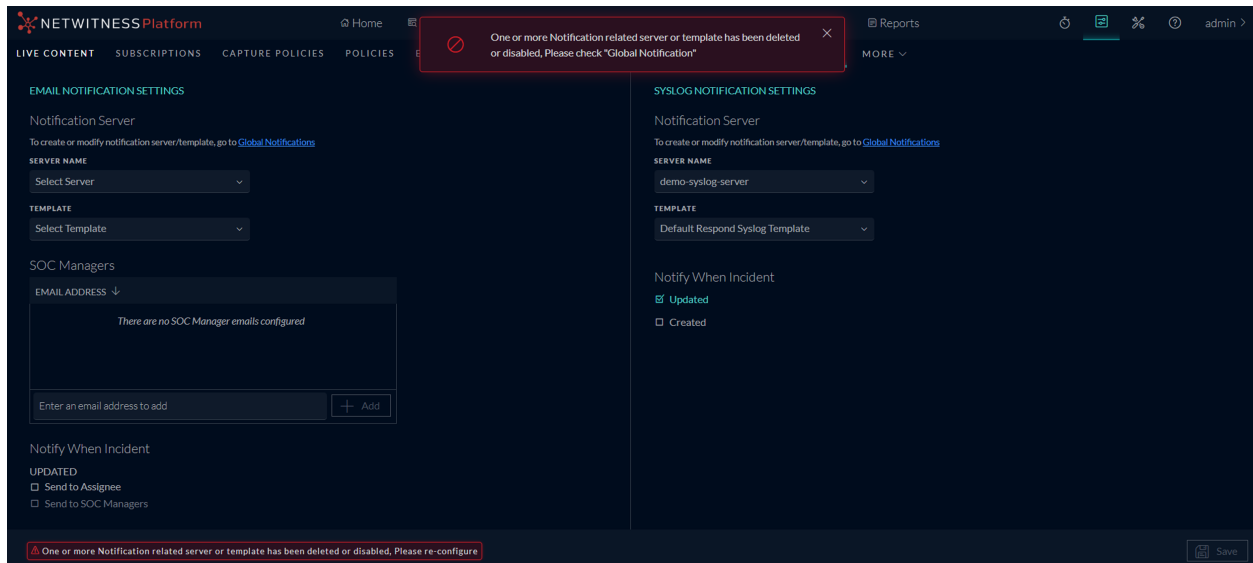 NETWITNESS Platform
Home
Reports
admin >
One or more Notification related server or template has been deleted
or disabled, Please check "Global Notification"
LIVE CONTENT SUBSCRIPTIONS CAPTURE POLICIES POLICIES
MORE
EMAIL NOTIFICATION SETTINGS
Notification Server
To create or modify notification server/template, go to Global Notifications
SERVER NAME
Select Server
TEMPLATE
Select Template
SOC Managers
EMAIL ADDRESS ↓
There are no SOC Manager emails configured
Enter an email address to add
+ Add
Notify When Incident
UPDATED
Send to Assignee
Send to SOC Managers
SYSLOG NOTIFICATION SETTINGS
Notification Server
To create or modify notification server/template, go to Global Notifications
SERVER NAME
demo-syslog-server
TEMPLATE
Default Respond Syslog Template
Notify When Incident
Updated
Created
One or more Notification related server or template has been deleted or disabled, Please re-configure
Save